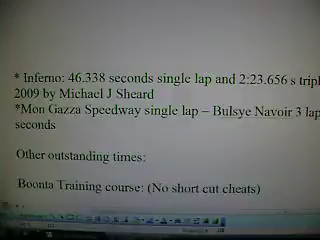 * Inferno: 46.338 seconds single lap and 2:23.656 s tripl
2009 by Michael J Sheard
*Mon Gazza Speedway single lap – Bulsye Navoir 3 lap
seconds
Other outstanding times:
Boonta Training course: (No short cut cheats)